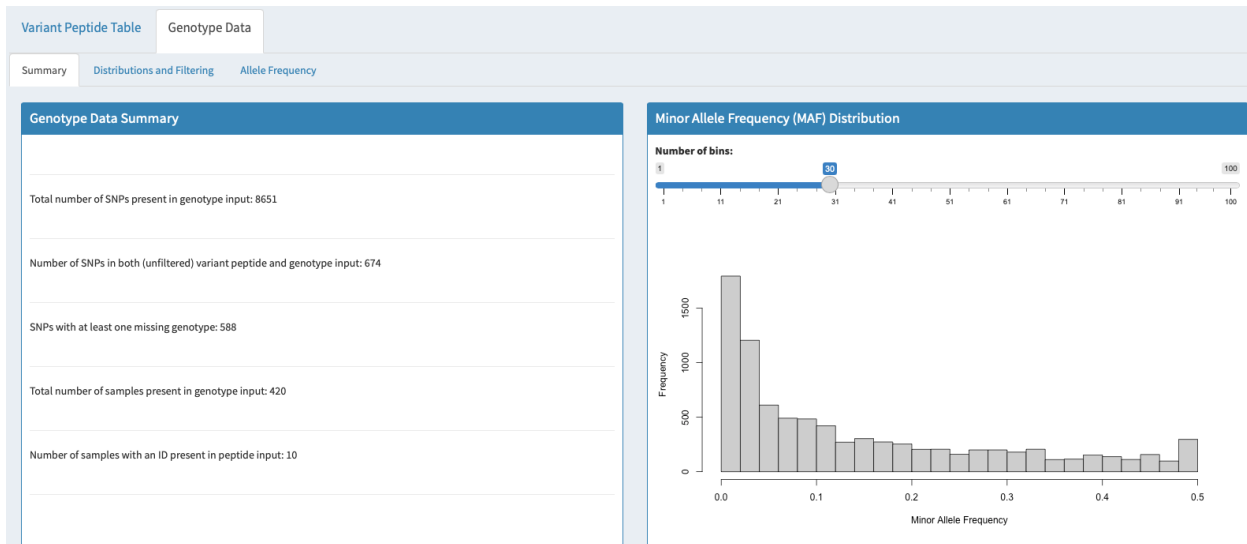 Variant Peptide Table Genotype Data
Summary Distributions and Filtering Allele Frequency
Genotype Data Summary
Total number of SNPs present in genotype input: 8651
Number of SNPs in both (unfiltered) variant peptide and genotype input: 674
SNPs with at least one missing genotype: 588
Total number of samples present in genotype input: 420
Number of samples with an ID present in peptide input: 10
Minor Allele Frequency (MAF) Distribution
Number of bins:
1 30 100
1 11 21 31 41 51 61 71 81 91 100
Frequency
1500
1000
500
0
0.0 0.1 0.2 0.3 0.4 0.5
Minor Allele Frequency